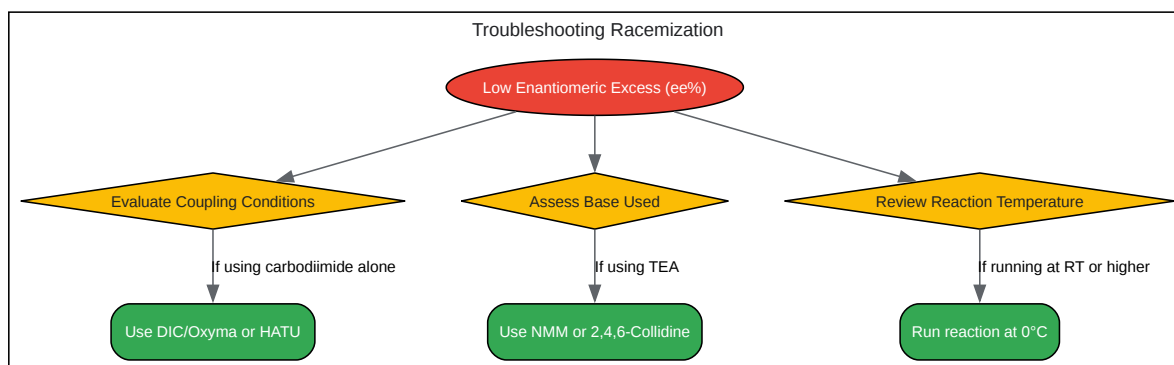 Troubleshooting Racemization
Low Enantiomeric Excess (ee%)
Evaluate Coupling Conditions
Assess Base Used
Review Reaction Temperature
If using carbodiimide alone
If using TEA
If running at RT or higher
Use DIC/Oxyma or HATU
Use NMM or 2,4,6-Collidine
Run reaction at 0°C